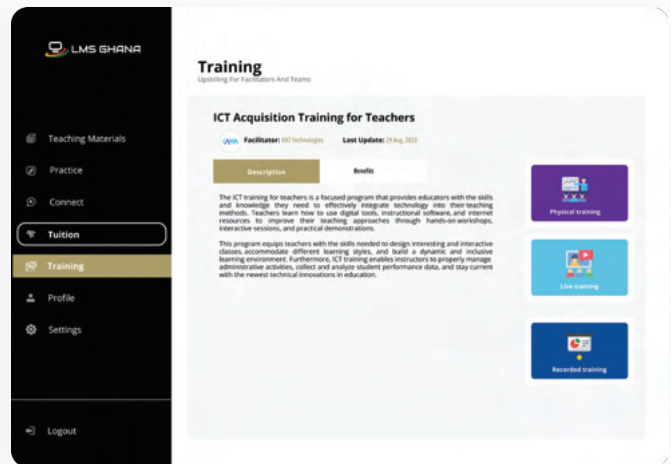 LMS GHANA
Teaching Materials
Practice
Connect
Tuition
Training
Profile
Settings
Logout
Training
Upskilling For Facilitators And Teams
ICT Acquisition Training for Teachers
Facilitator: Technologies Last Update: 29 Aug, 2023
Description Benefits
The ICT training for teachers is a focused program that provides educators with the skills
and knowledge they need to effectively integrate technology into their teaching
methods. Teachers learn how to use digital tools, instructional software, and internet
resources to improve their teaching approaches through hands-on workshops,
interactive sessions, and practical demonstrations.
This program equips teachers with the skills needed to design interesting and interactive
classes, accommodate different learning styles, and build a dynamic and inclusive
learning environment. Furthermore, ICT training enables instructors to properly manage
administrative activities, collect and analyze student performance data, and stay current
with the newest technical innovations in education.
Physical training
Live training
Recorded training